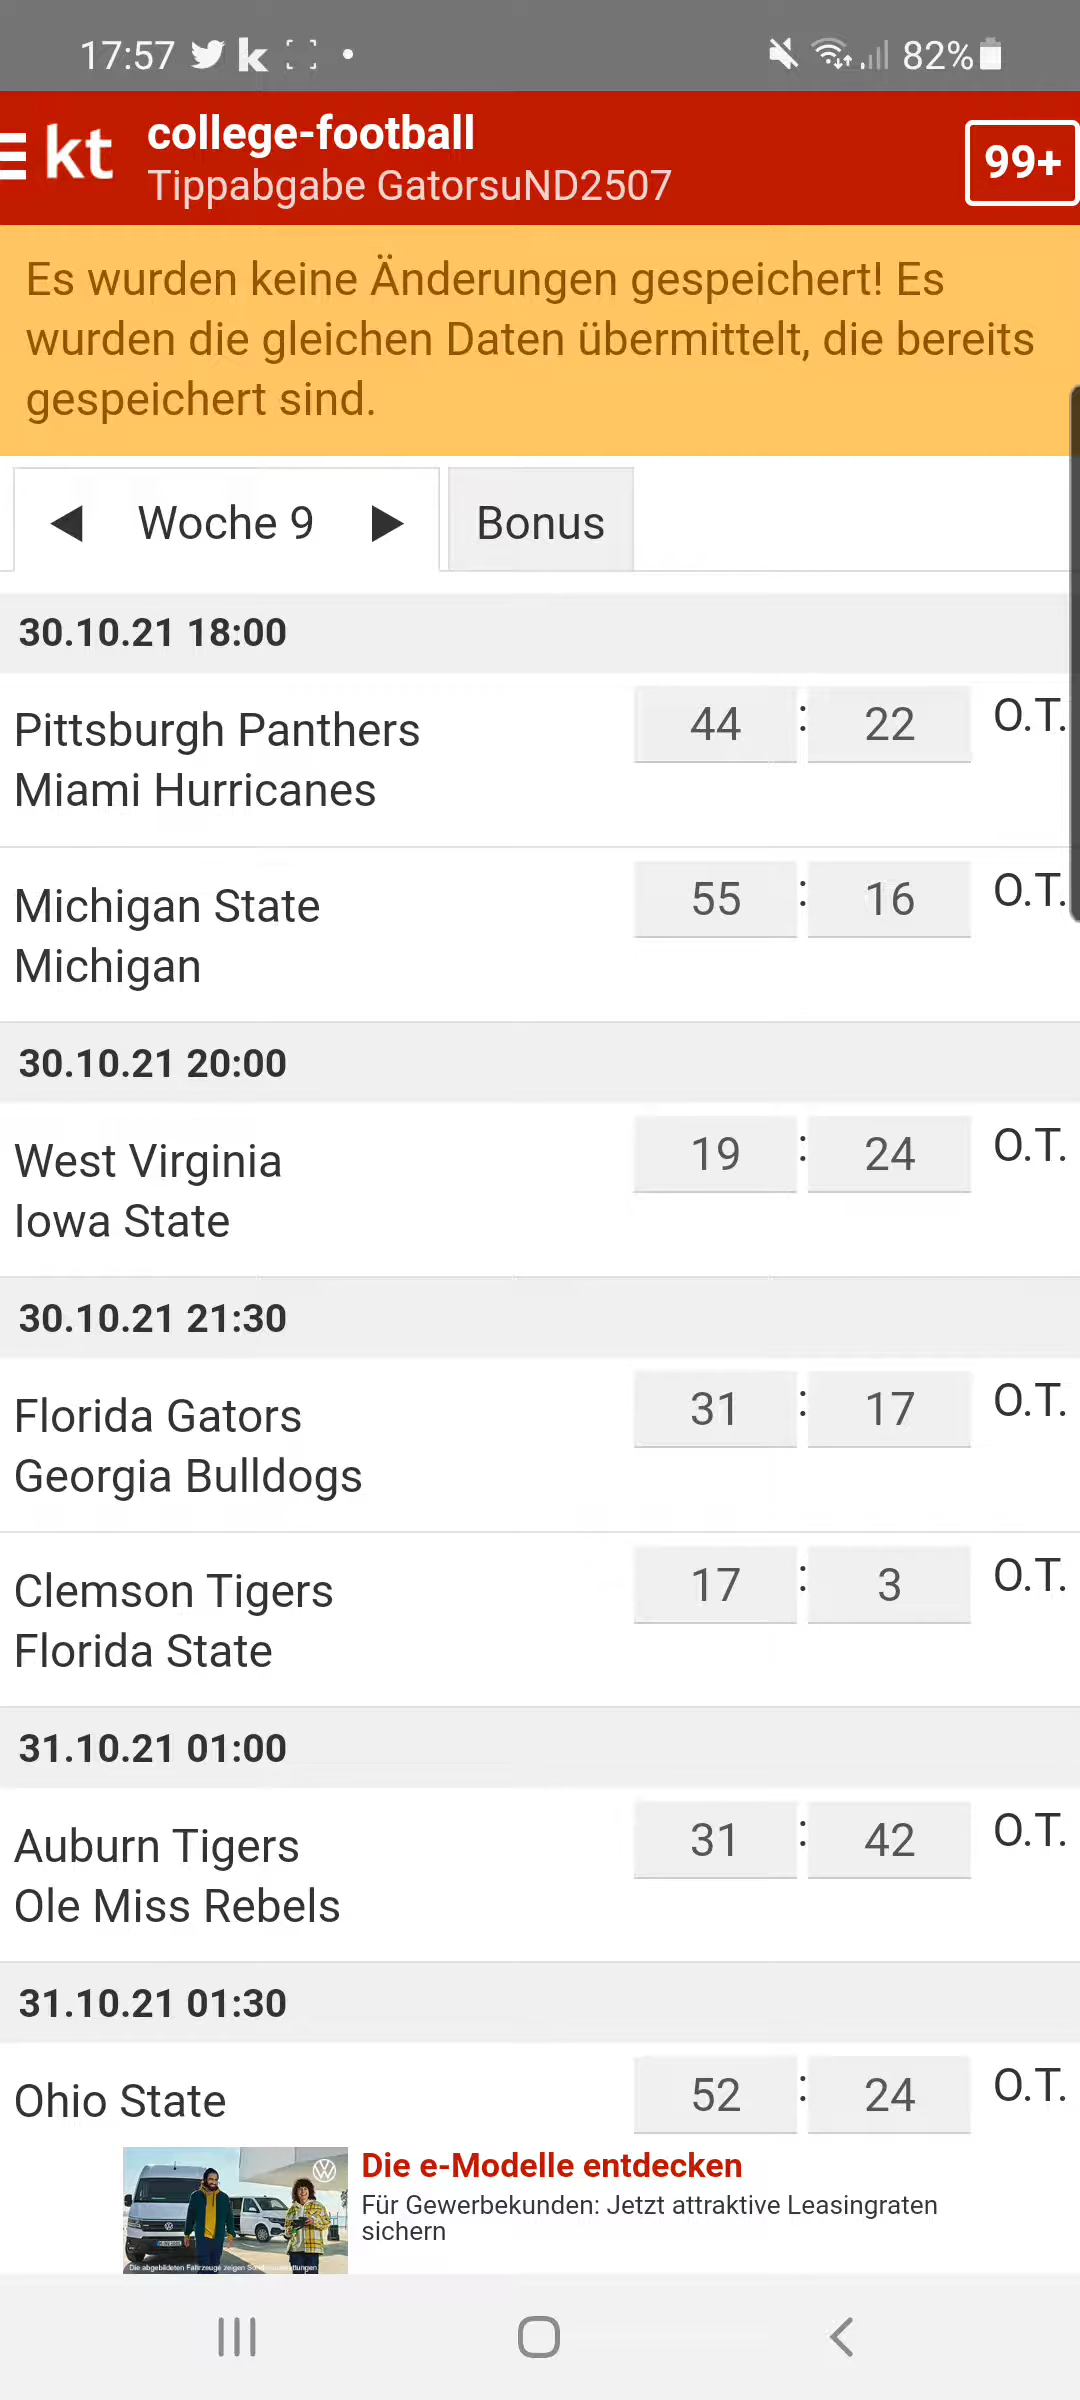 17:57 k 82%
kt college-football 99+
Tippabgabe GatorsuND2507
Es wurden keine Änderungen gespeichert! Es
wurden die gleichen Daten übermittelt, die bereits
gespeichert sind.
Woche 9 Bonus
30.10.21 18:00
Pittsburgh Panthers 44 : 22 O.T.
Miami Hurricanes
Michigan State 55 : 16 O.T.
Michigan
30.10.21 20:00
West Virginia 19 : 24 O.T.
Iowa State
30.10.21 21:30
Florida Gators 31 : 17 O.T.
Georgia Bulldogs
Clemson Tigers 17 : 3 O.T.
Florida State
31.10.21 01:00
Auburn Tigers 31 : 42 O.T.
Ole Miss Rebels
31.10.21 01:30
Ohio State 52 : 24 O.T.
Die e-Modelle entdecken
Für Gewerbekunden: Jetzt attraktive Leasingraten
sichern
Die abgebildeten Fahrzeuge zeigen